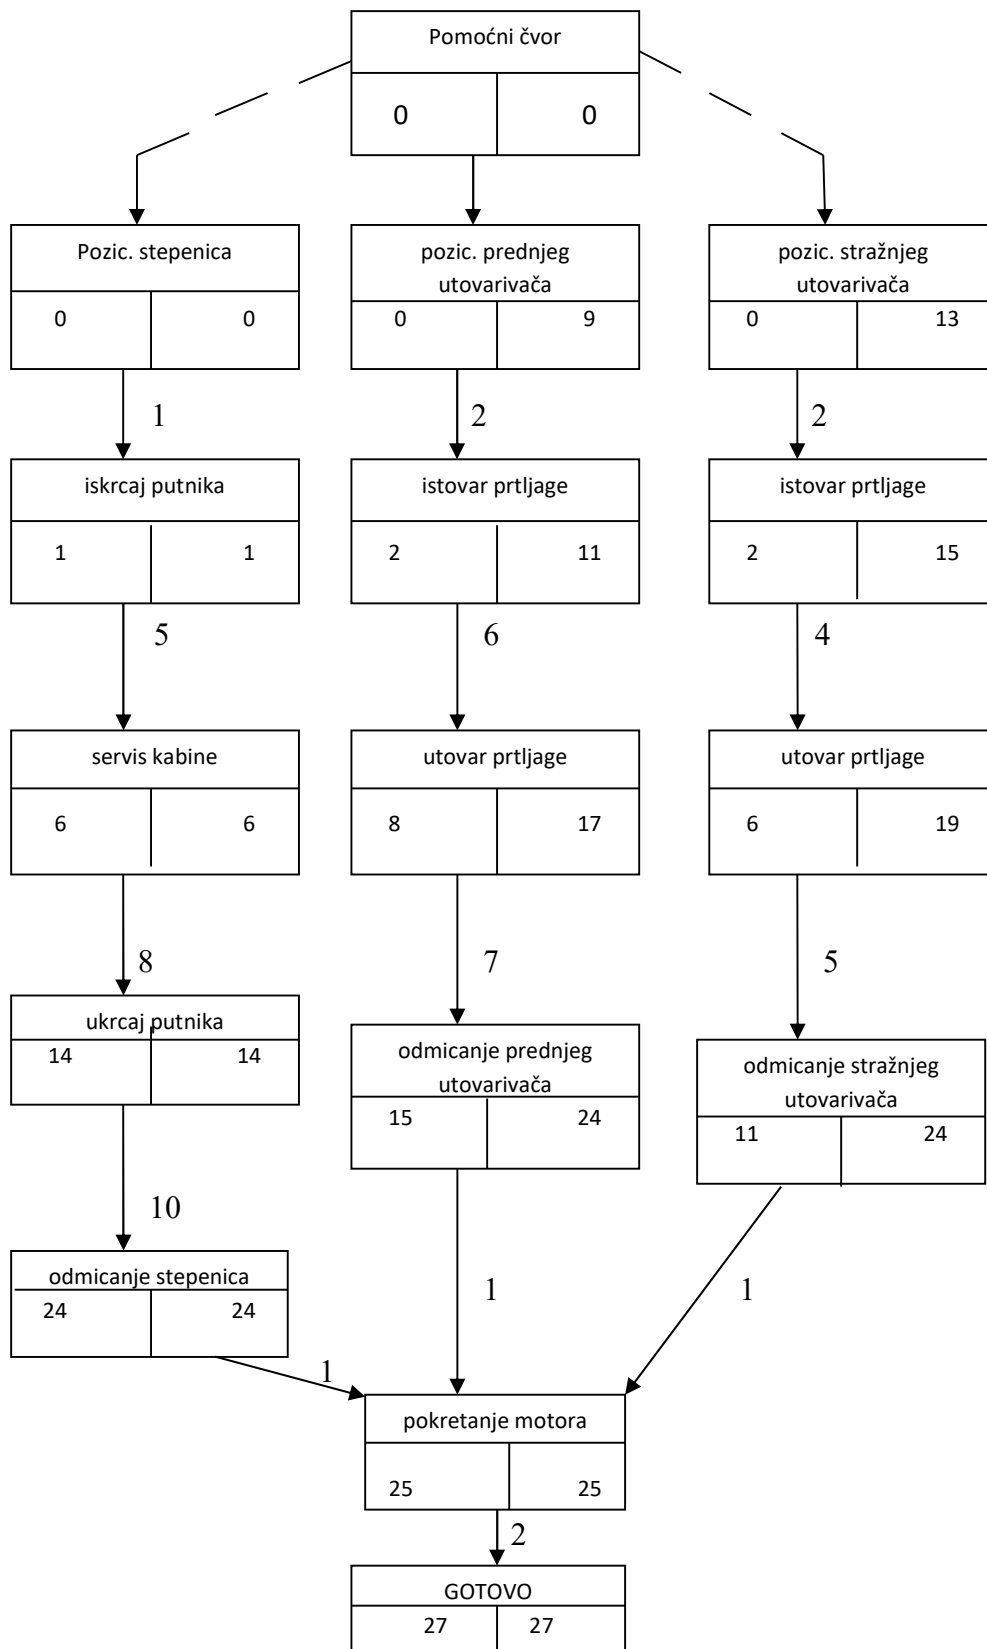 Pomoćni čvor
0 0
Pozic. stepenica
0 0
pozic. prednjeg
utovarivača
0 9
pozic. stražnjeg
utovarivača
0 13
1
2
2
iskrcaj putnika
1 1
istovar prtljage
2 11
istovar prtljage
2 15
5
6
4
servis kabine
6 6
utovar prtljage
8 17
utovar prtljage
6 19
8
7
5
ukrcaj putnika
14 14
odmicanje prednjeg
utovarivača
15 24
odmicanje stražnjeg
utovarivača
11 24
10
odmicanje stepenica
24 24
1
1
1
pokretanje motora
25 25
2
GOTOVO
27 27